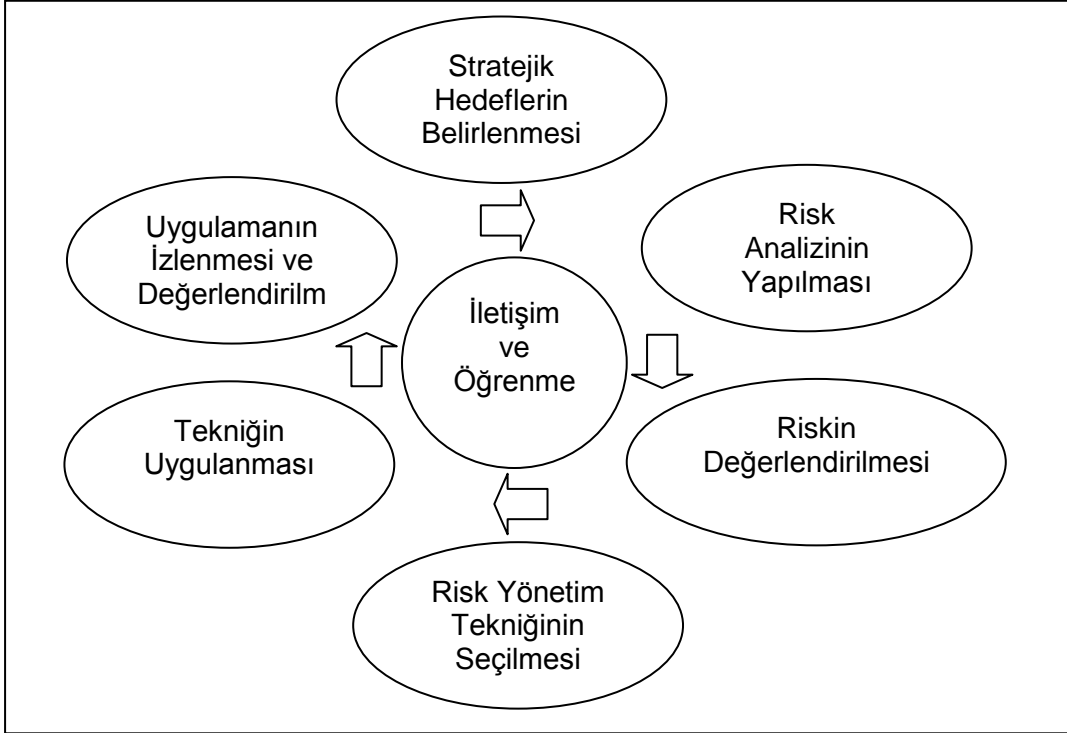 Stratejik
Hedeflerin
Belirlenmesi
Risk
Analizinin
Yapılması
Riskin
Değerlendirilmesi
Risk Yönetim
Tekniğinin
Seçilmesi
Tekniğin
Uygulanması
Uygulamanın
İzlenmesi ve
Değerlendirilm
İletişim
ve
Öğrenme